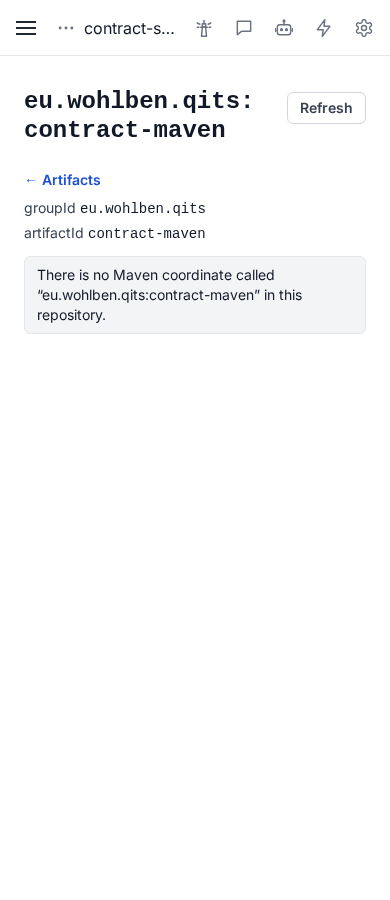 contract-s...
eu.wohlben.qits:
contract-maven
Refresh
← Artifacts
groupId eu.wohlben.qits
artifactId contract-maven
There is no Maven coordinate called
“eu.wohlben.qits:contract-maven” in this
repository.